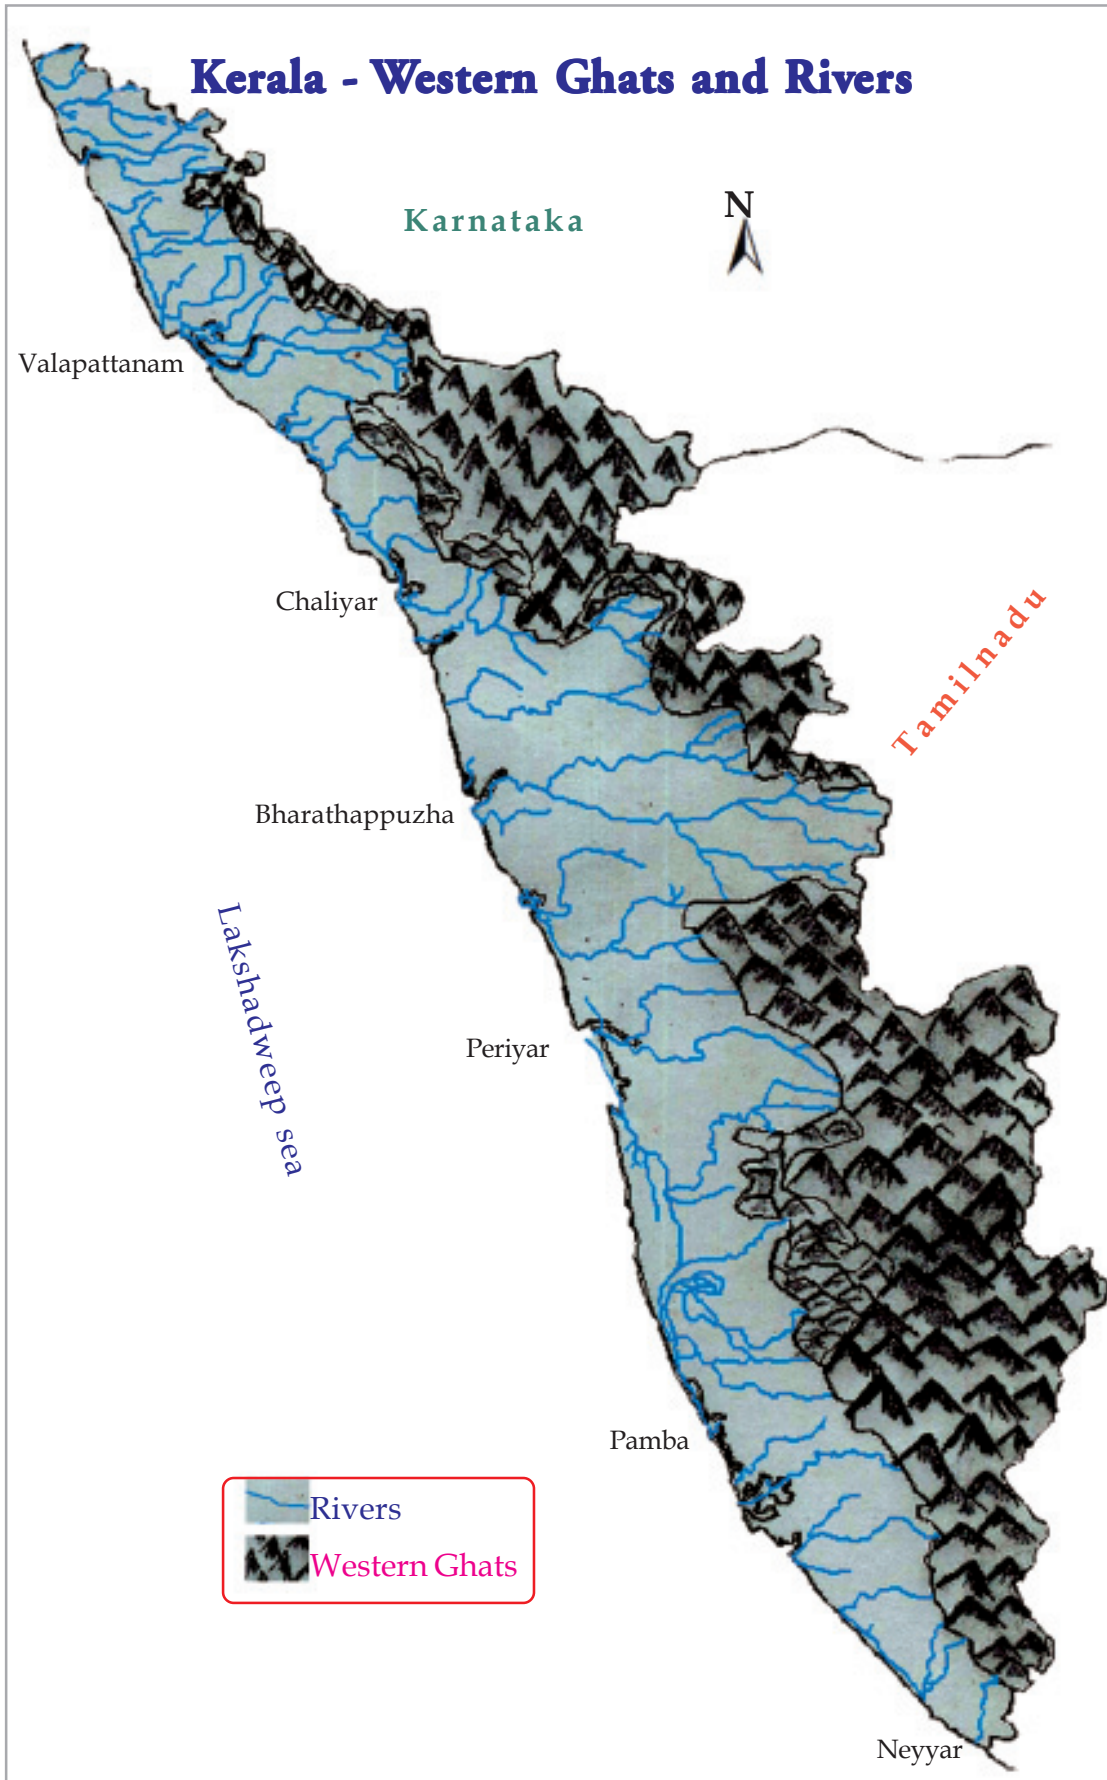 Kerala - Western Ghats and Rivers
N
Karnataka
Valapattanam
Chaliyar
Tamilnadu
Bharathappuzha
Lakshadweep sea
Periyar
Pamba
Rivers
Western Ghats
Neyyar